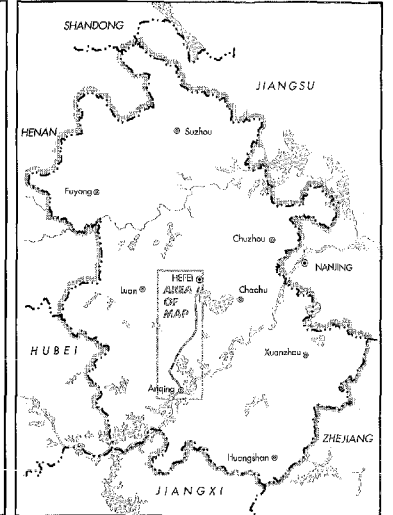 SHANDONG
JIANGSU
HENAN
Suzhou
Fuyang
Chuzhou
NANJING
HEFEI
Luan
AREA
OF
MAP
Chaohu
HUBEI
Xuanzhou
Anqing
ZHEJIANG
Huangshan
JIANGXI